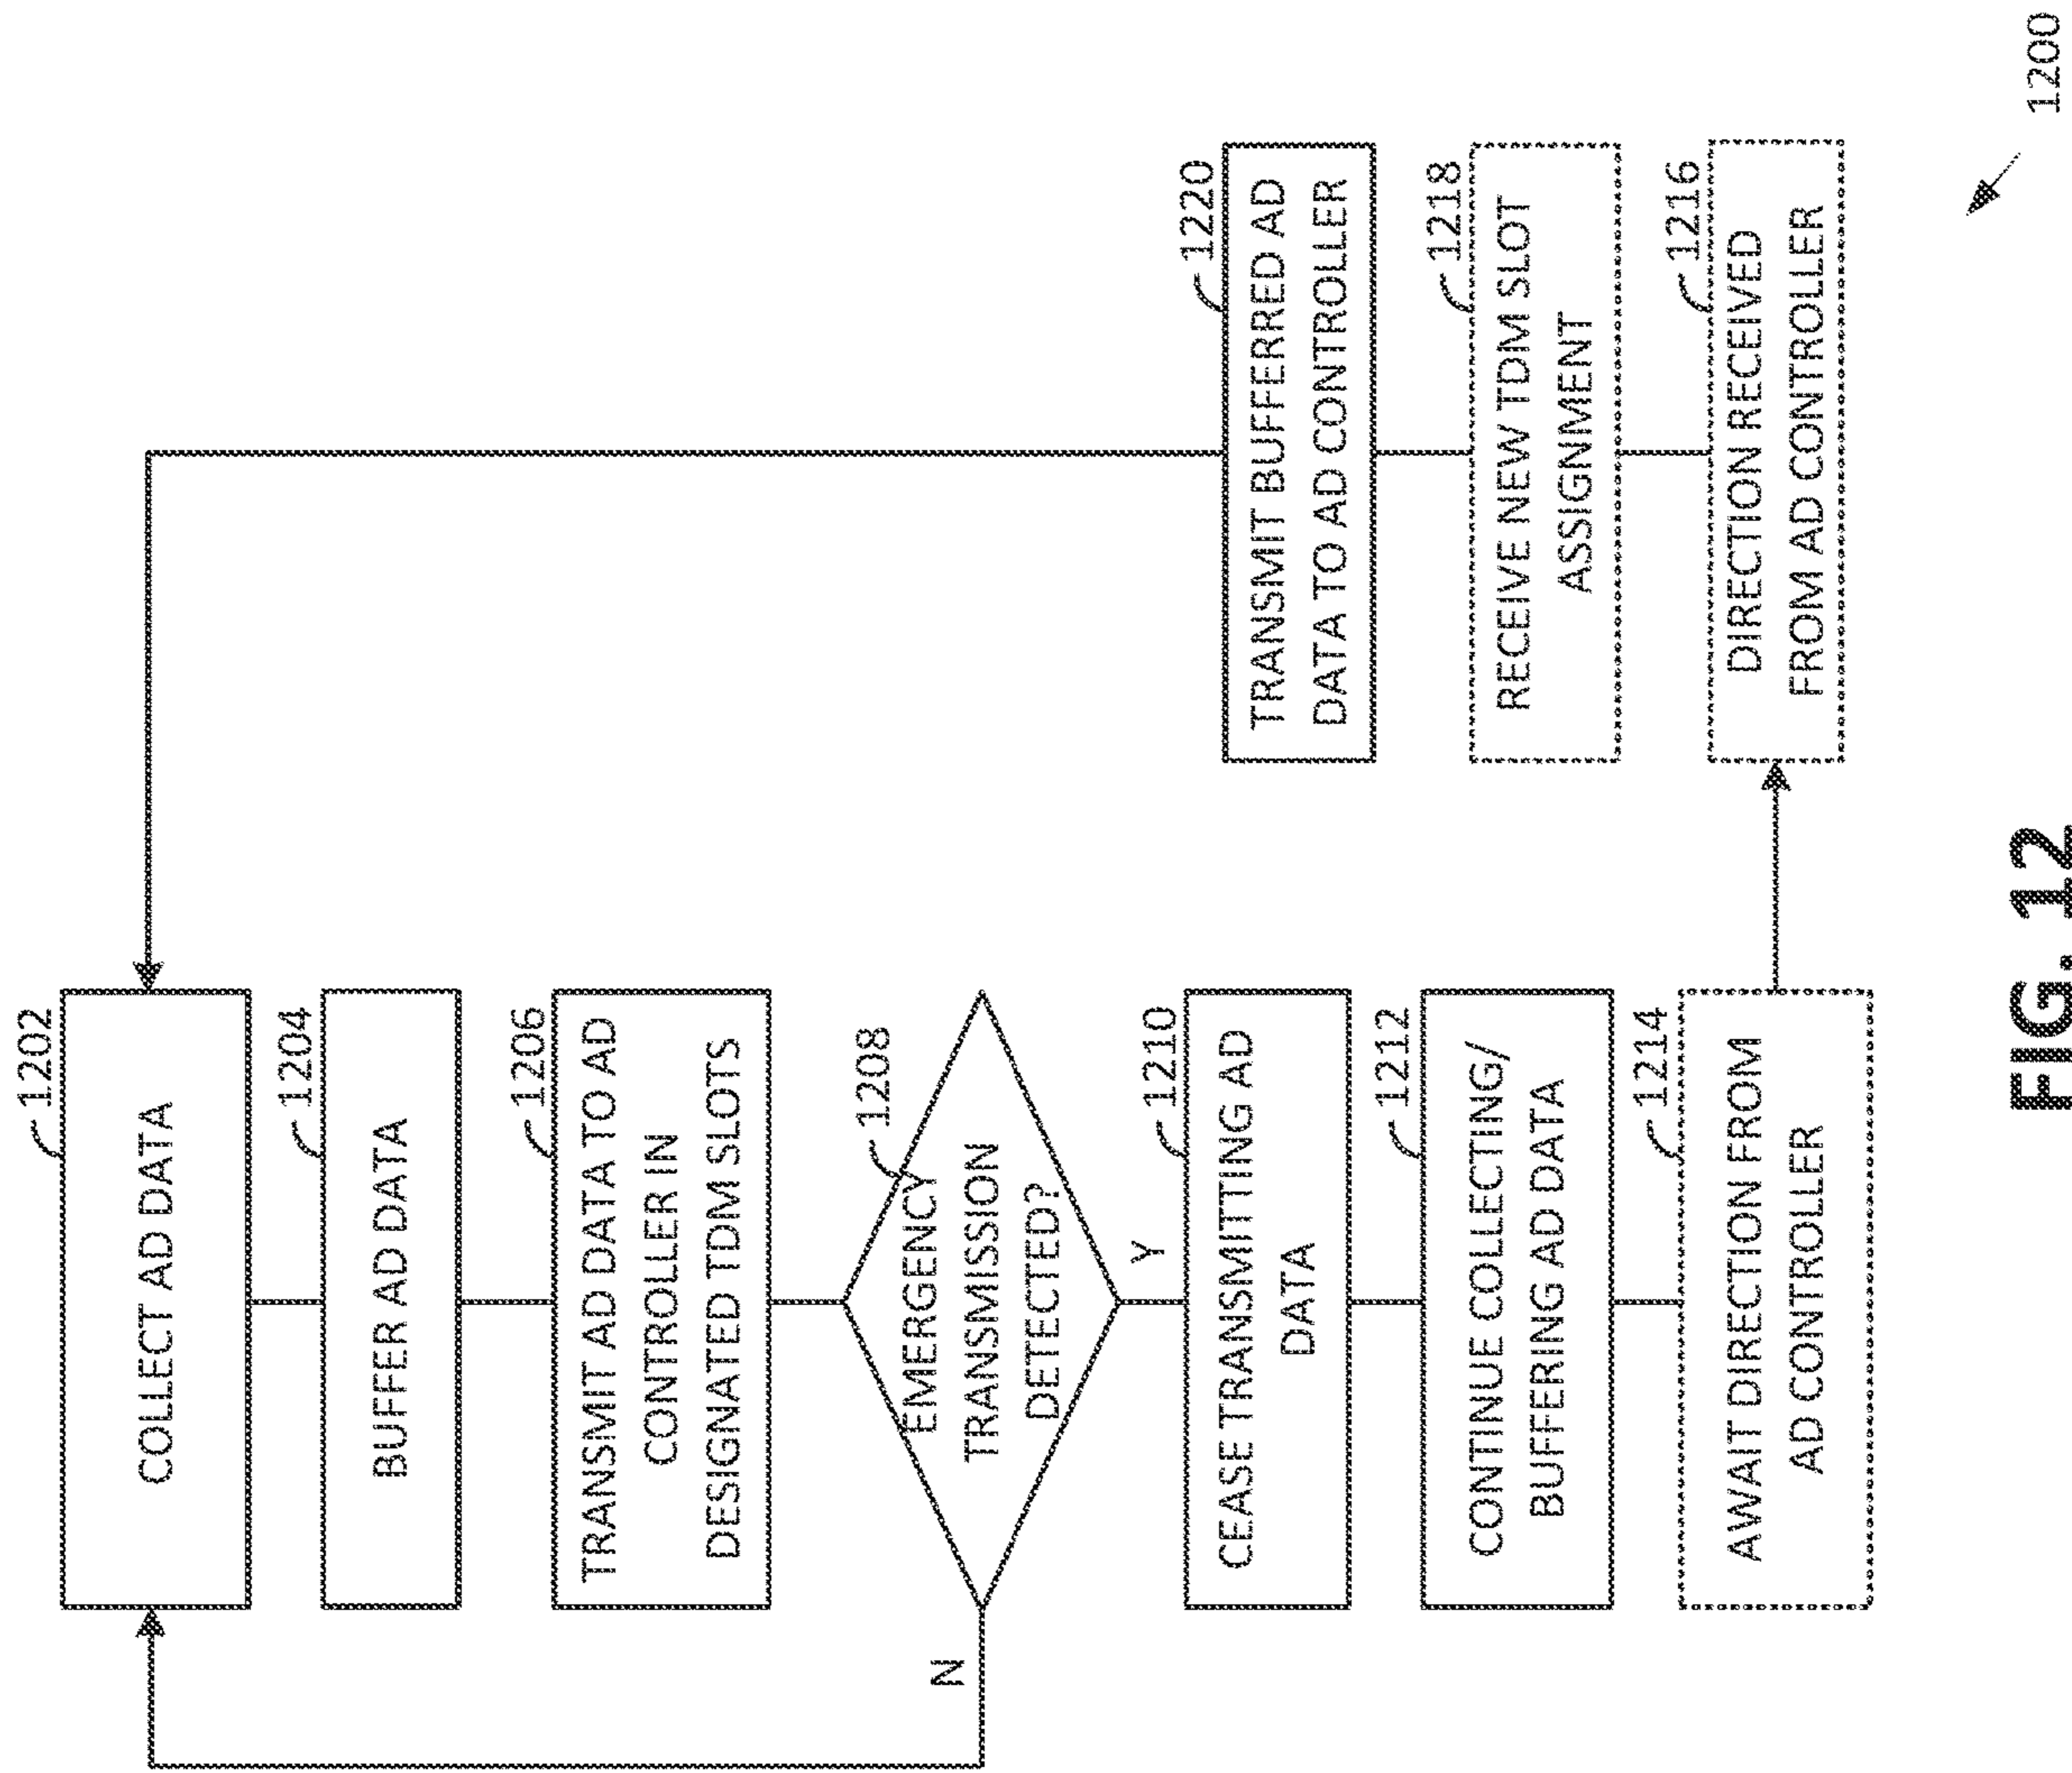 1202
COLLECT AD DATA
1204
BUFFER AD DATA
1206
TRANSMIT AD DATA TO AD
CONTROLLER IN
DESIGNATED TDM SLOTS
1208
EMERGENCY
TRANSMISSION
DETECTED?
N
Y
1210
CEASE TRANSMITTING AD
DATA
1212
CONTINUE COLLECTING/
BUFFERING AD DATA
1214
AWAIT DIRECTION FROM
AD CONTROLLER
1220
TRANSMIT BUFFERRED AD
DATA TO AD CONTROLLER
1218
RECEIVE NEW TDM SLOT
ASSIGNMENT
1216
DIRECTION RECEIVED
FROM AD CONTROLLER
1200
FIG. 12